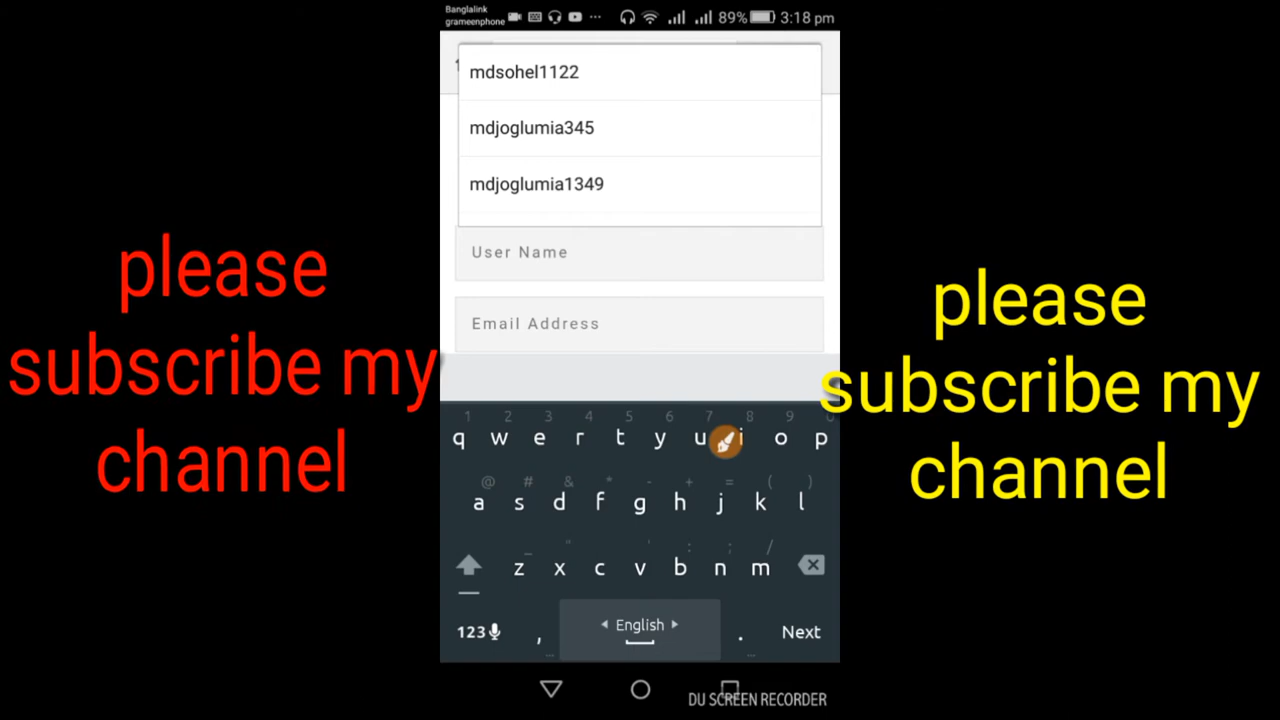 Banglalink
grameenphone
89% 3:18 pm
mdsohel1122
mdjoglumia345
mdjoglumia1349
User Name
Email Address
please
subscribe my
channel
please
subscribe my
channel
1 2 3 4 5 6 7 8 9 0
q w e r t y u i o p
@ # & * - + = ( )
a s d f g h j k l
_ " ' : ; /
z x c v b n m
123 , English . Next
DU SCREEN RECORDER